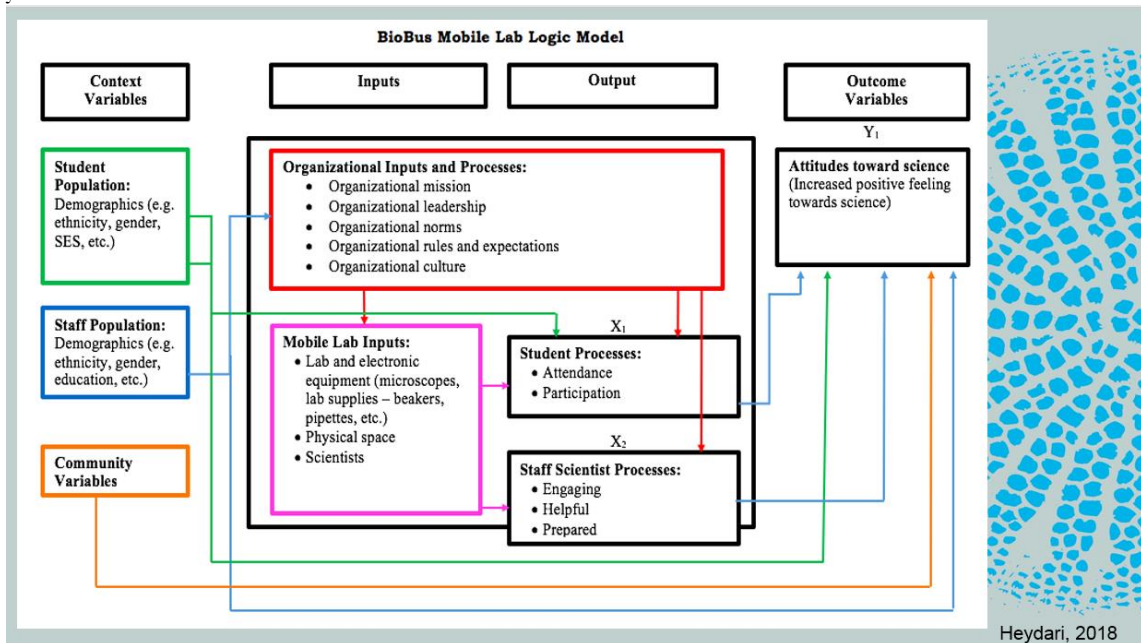 BioBus Mobile Lab Logic Model
Context
Variables
Inputs
Output
Outcome
Variables
Y1
Student
Population:
Demographics (e.g.
ethnicity, gender,
SES, etc.)
Organizational Inputs and Processes:
• Organizational mission
• Organizational leadership
• Organizational norms
• Organizational rules and expectations
• Organizational culture
Attitudes toward science
(Increased positive feeling
towards science)
Staff Population:
Demographics (e.g.
ethnicity, gender,
education, etc.)
Mobile Lab Inputs:
• Lab and electronic
equipment (microscopes,
lab supplies – beakers,
pipettes, etc.)
• Physical space
• Scientists
X1
Student Processes:
• Attendance
• Participation
X2
Staff Scientist Processes:
• Engaging
• Helpful
• Prepared
Community
Variables
Heydari, 2018